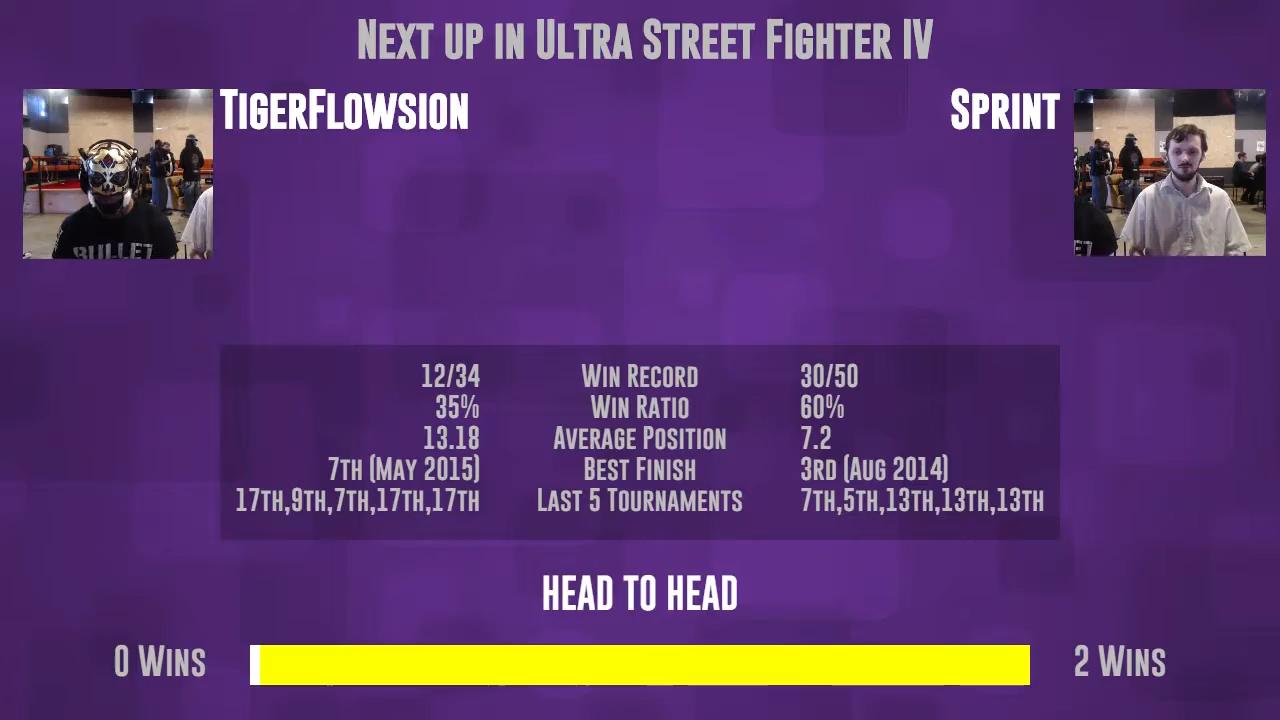 Next up in Ultra Street Fighter IV
TigerFlowsion
Sprint
BULLET
12/34 Win Record 30/50
35% Win Ratio 60%
13.18 Average Position 7.2
7th (May 2015) Best Finish 3rd (Aug 2014)
17th,9th,7th,17th,17th Last 5 Tournaments 7th,5th,13th,13th,13th
HEAD TO HEAD
0 Wins
2 Wins